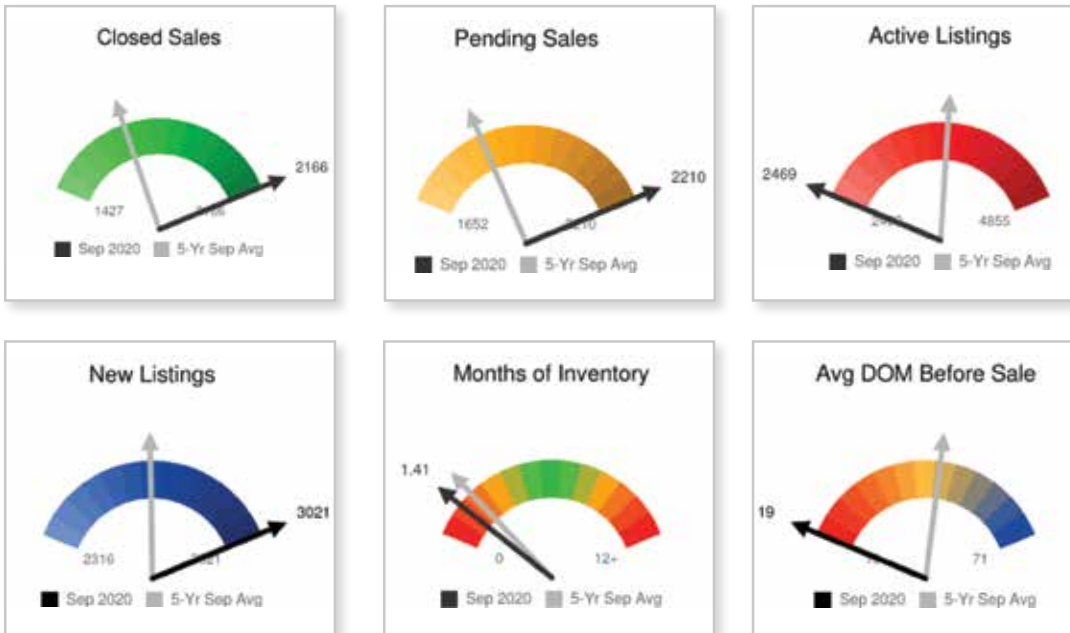 Closed Sales
2166
1427
Sep 2020 5-Yr Sep Avg
Pending Sales
2210
1652
Sep 2020 5-Yr Sep Avg
Active Listings
2469
4855
Sep 2020 5-Yr Sep Avg
New Listings
3021
2316
Sep 2020 5-Yr Sep Avg
Months of Inventory
1.41
0 12+
Sep 2020 5-Yr Sep Avg
Avg DOM Before Sale
19
71
Sep 2020 5-Yr Sep Avg